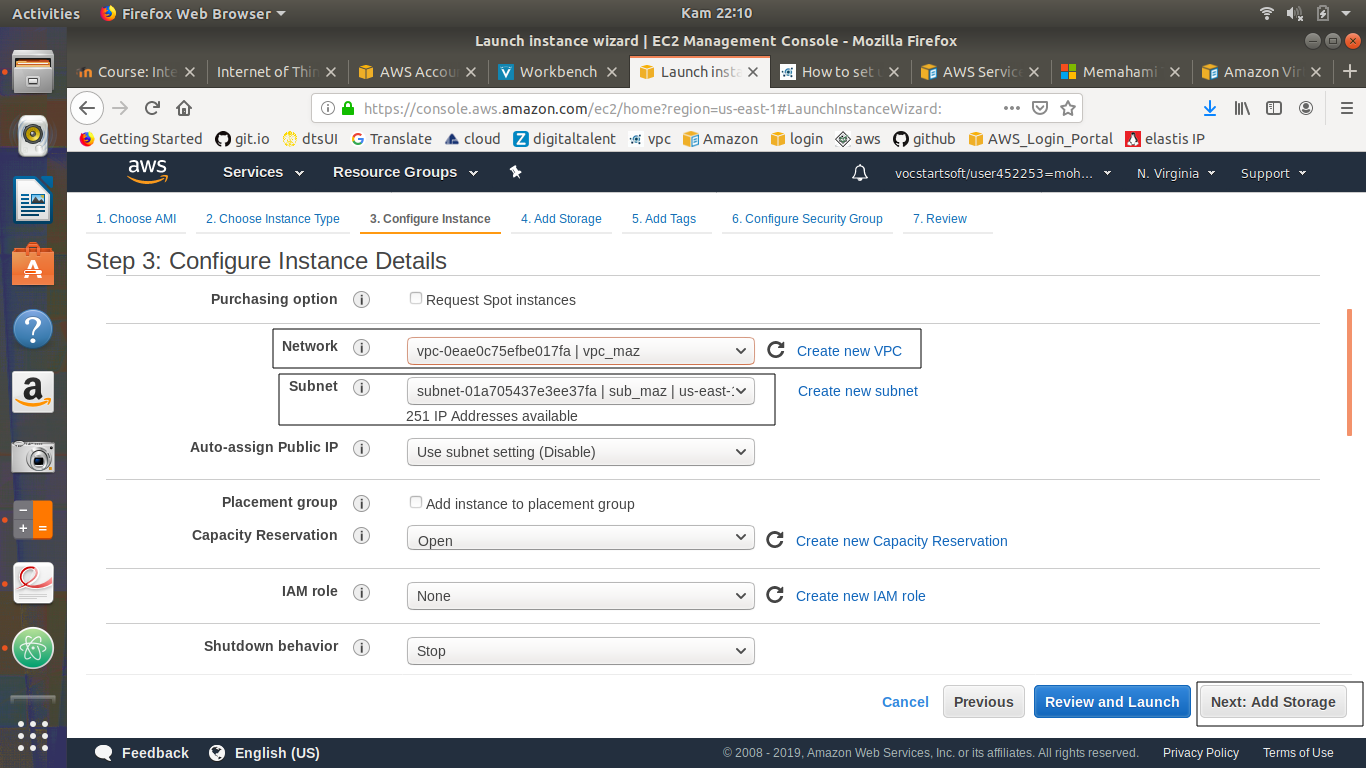 Activities Firefox Web Browser Kam 22:10
Launch instance wizard | EC2 Management Console - Mozilla Firefox
Course: Inte Internet of Thin AWS Accou Workbench Launch insta How to set u AWS Servic Memahami Amazon Vir
https://console.aws.amazon.com/ec2/home?region=us-east-1#LaunchInstanceWizard:
Getting Started git.io dtsUI Translate cloud digitaltalent vpc Amazon login aws github AWS_Login_Portal elastis IP
aws Services Resource Groups vocstartsoft/user452253=moh... N. Virginia Support
1. Choose AMI 2. Choose Instance Type 3. Configure Instance 4. Add Storage 5. Add Tags 6. Configure Security Group 7. Review
Step 3: Configure Instance Details
Purchasing option Request Spot instances
Network vpc-0eae0c75efbe017fa | vpc_maz Create new VPC
Subnet subnet-01a705437e3ee37fa | sub_maz | us-east-1 Create new subnet
251 IP Addresses available
Auto-assign Public IP Use subnet setting (Disable)
Placement group Add instance to placement group
Capacity Reservation Open Create new Capacity Reservation
IAM role None Create new IAM role
Shutdown behavior Stop
Cancel Previous Review and Launch Next: Add Storage
Feedback English (US) © 2008 - 2019, Amazon Web Services, Inc. or its affiliates. All rights reserved. Privacy Policy Terms of Use